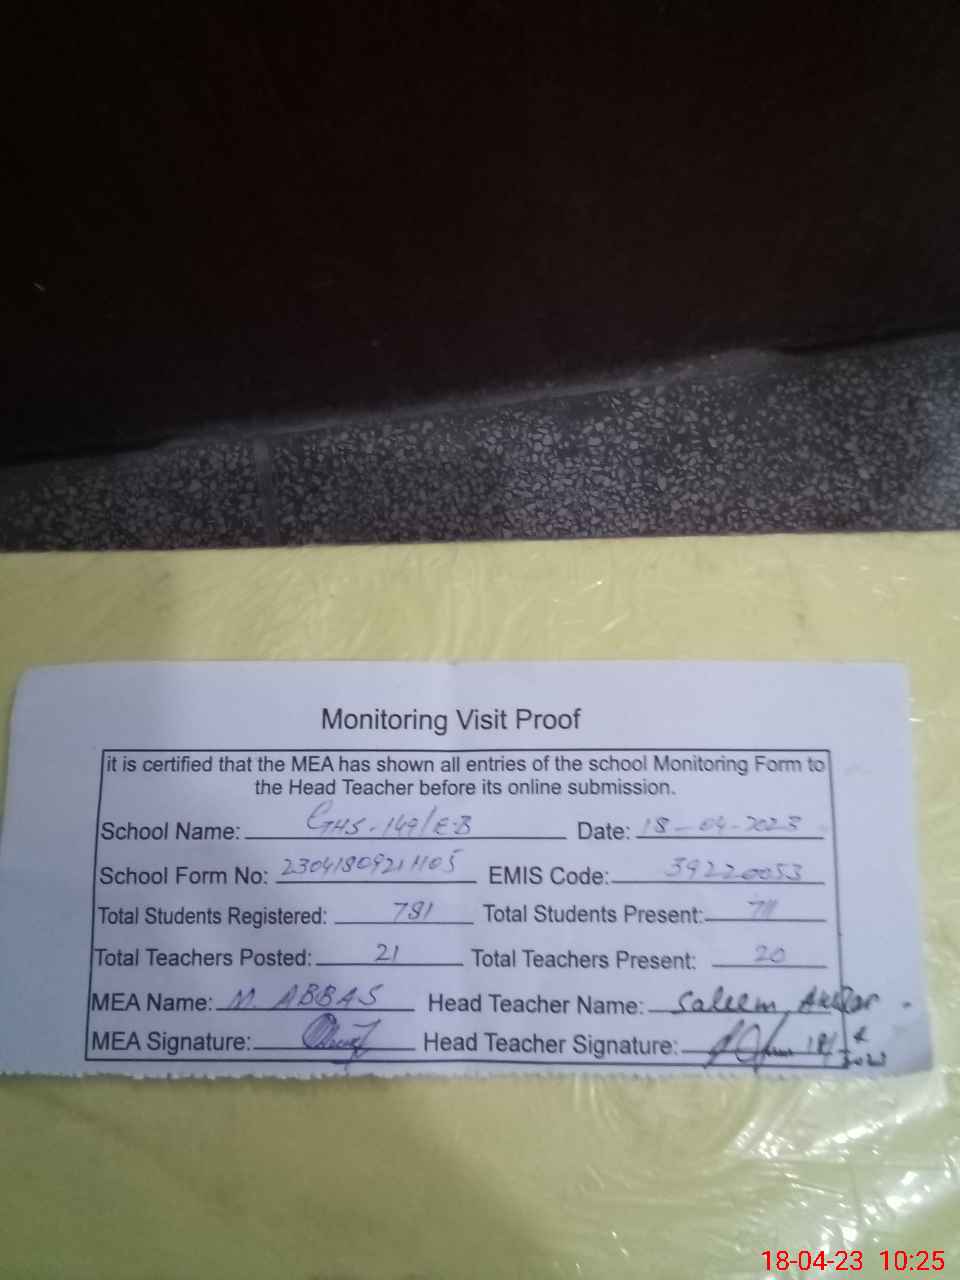 Monitoring Visit Proof
it is certified that the MEA has shown all entries of the school Monitoring Form to
the Head Teacher before its online submission.
School Name: GHS-149/E.B Date: 18-04-2023
School Form No: 23041809211105 EMIS Code: 39220053
Total Students Registered: 781 Total Students Present: 711
Total Teachers Posted: 21 Total Teachers Present: 20
MEA Name: M. ABBAS Head Teacher Name: Saleem Akhtar
MEA Signature: Head Teacher Signature:
18-04-23 10:25